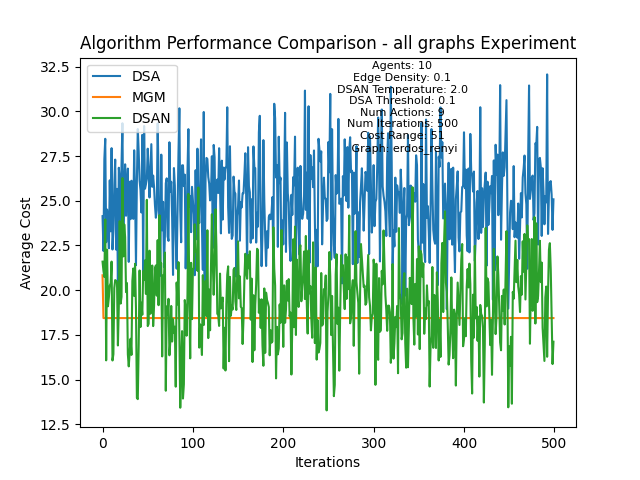 Algorithm Performance Comparison - all graphs Experiment
DSA
MGM
DSAN
Agents: 10
Edge Density: 0.1
DSAN Temperature: 2.0
DSA Threshold: 0.1
Num Actions: 9
Num Iterations: 500
Cost Range: 51
Graph: erdos_renyi
Average Cost
32.5
30.0
27.5
25.0
22.5
20.0
17.5
15.0
12.5
0 100 200 300 400 500
Iterations